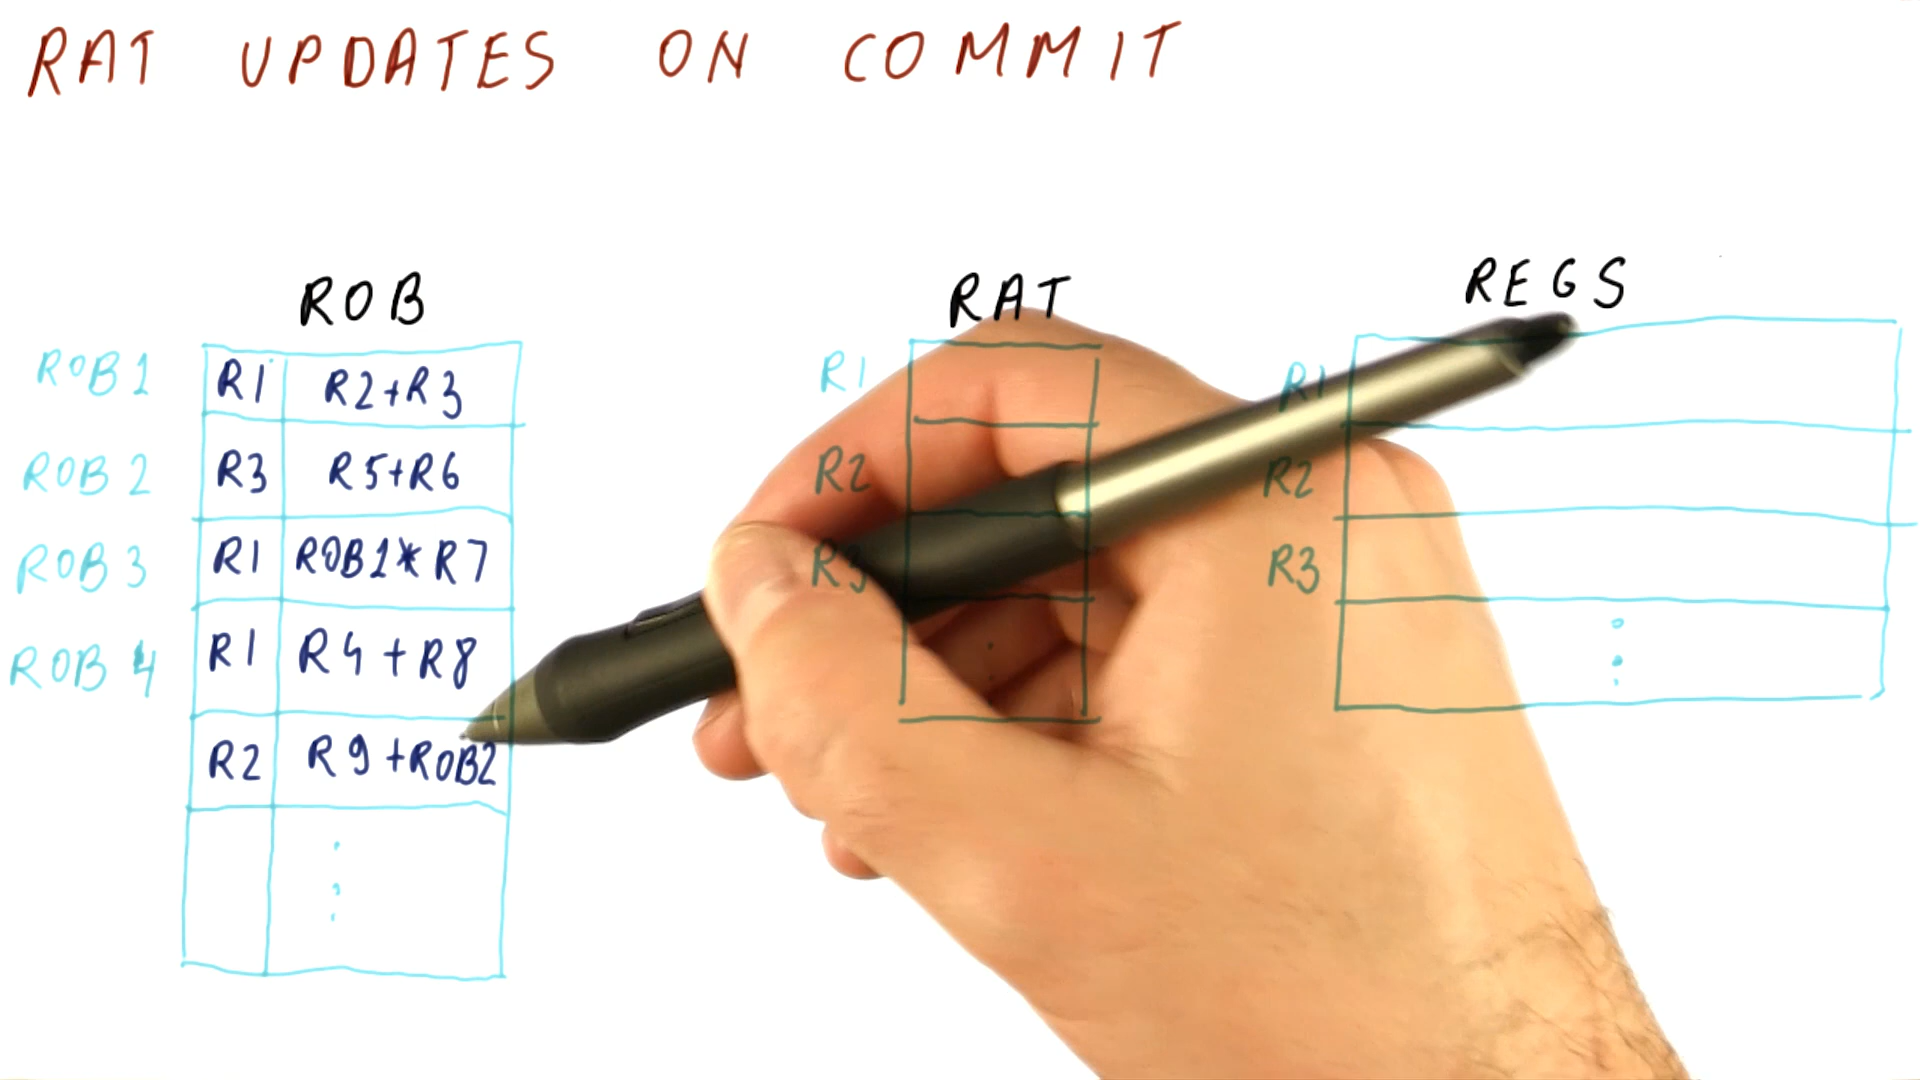 RAT UPDATES ON COMMIT
ROB RAT REGS
ROB1 R1 R2+R3 R1 R1
ROB2 R3 R5+R6 R2 R2
ROB3 R1 ROB1*R7 R3 R3
ROB4 R1 R4+R8
R2 R9+ROB2